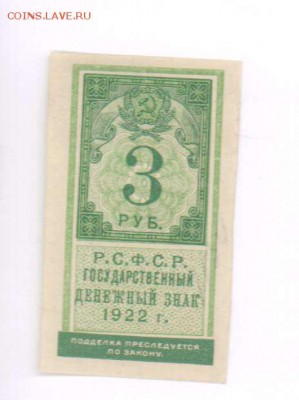 COINS.LAVE.RU
3
РУБ.
Р.С.Ф.С.Р.
ГОСУДАРСТВЕННЫЙ
ДЕНЕЖНЫЙ ЗНАК
1922 г.
ПОДДЕЛКА ПРЕСЛЕДУЕТСЯ
ПО ЗАКОНУ.